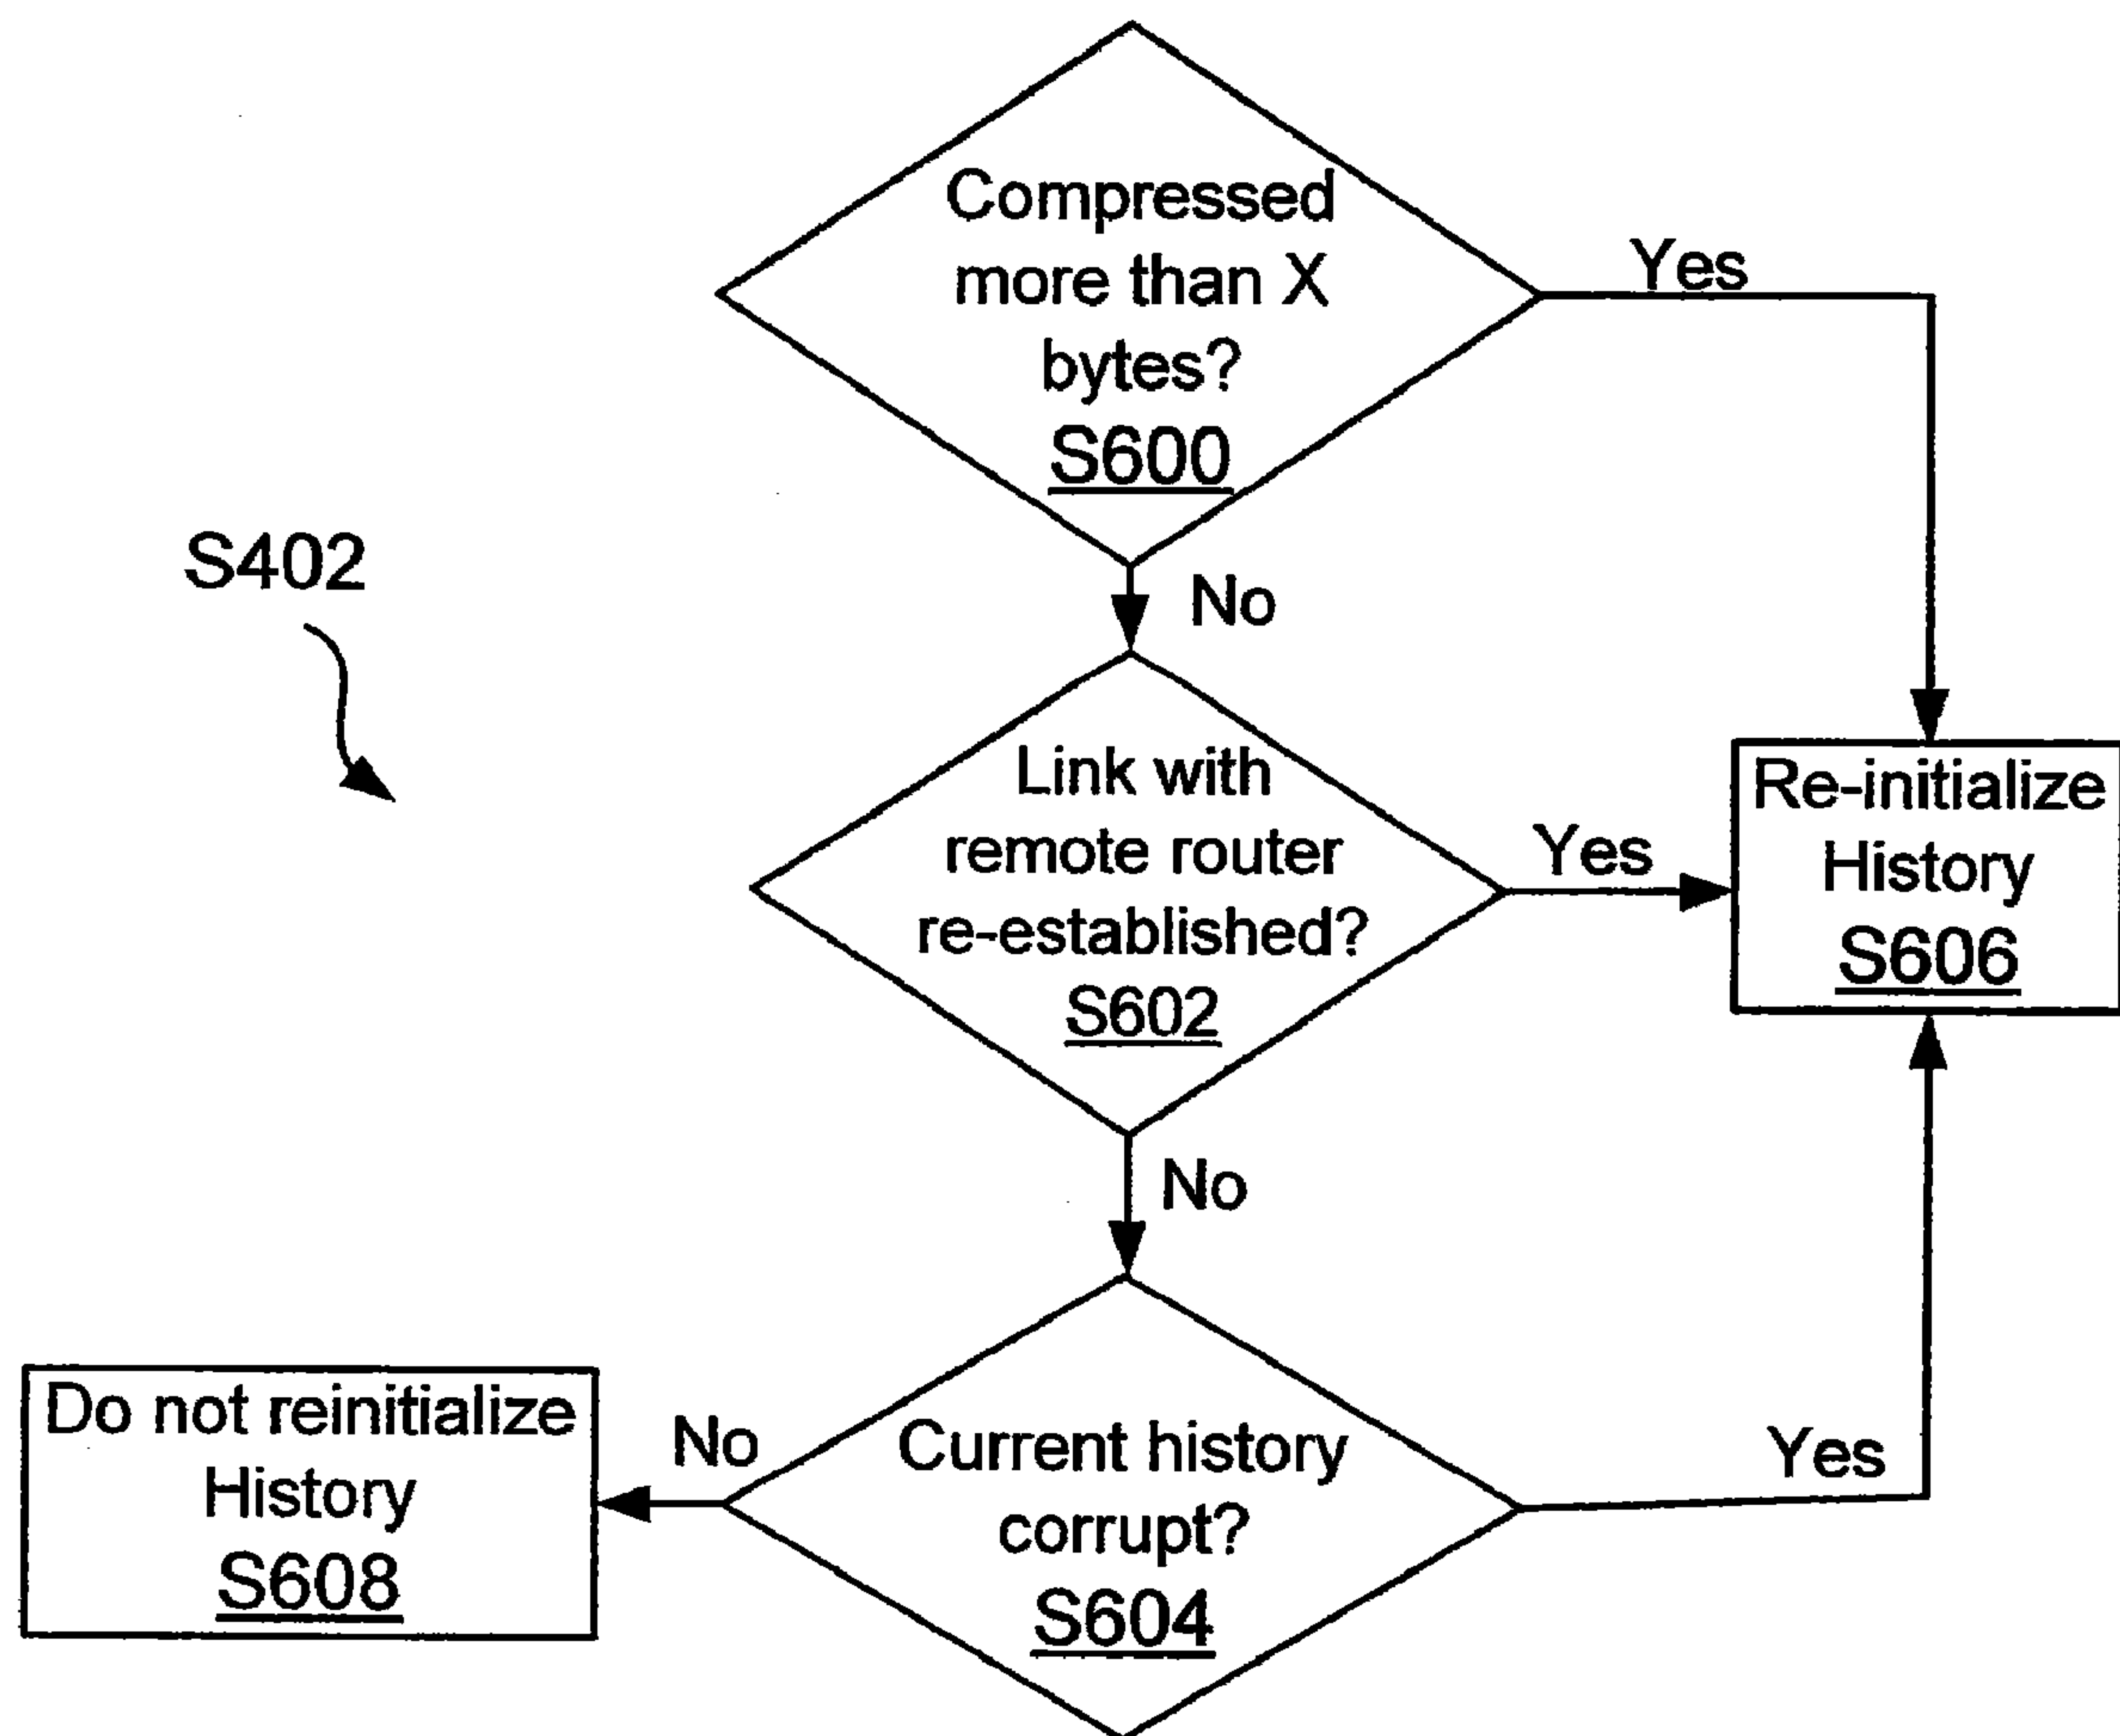 Compressed
more than X
bytes?
S600
Yes
S402
No
Link with
remote router
re-established?
S602
Yes
Re-initialize
History
S606
No
Do not reinitialize
History
S608
No
Current history
corrupt?
S604
Yes